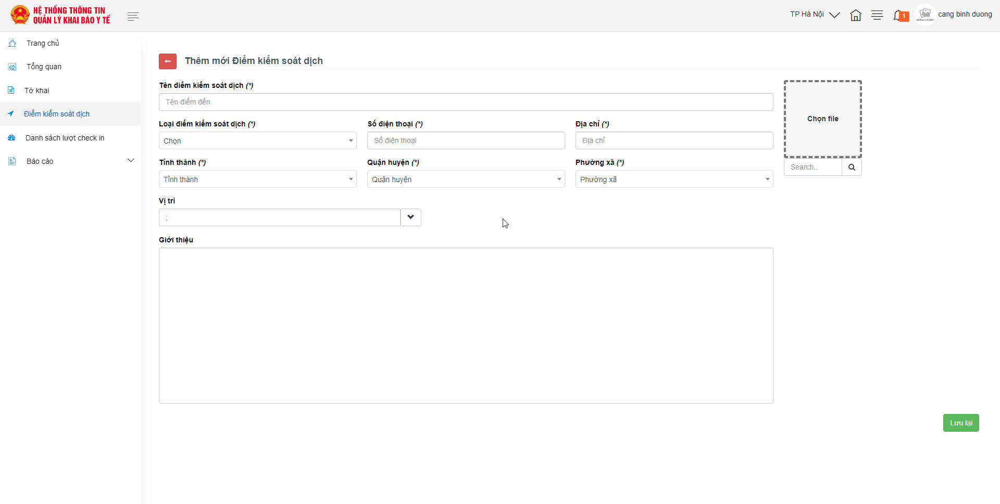 HỆ THỐNG THÔNG TIN
QUẢN LÝ KHAI BÁO Y TẾ
TP Hà Nội
1
KHÔNG CÓ ẢNH
cang binh duong
Trang chủ
Tổng quan
Tờ khai
Điểm kiểm soát dịch
Danh sách lượt check in
Báo cáo
Thêm mới Điểm kiểm soát dịch
Tên điểm kiểm soát dịch (*)
Tên điểm đến
Loại điểm kiểm soát dịch (*)
Số điện thoại (*)
Địa chỉ (*)
Chọn
Số điện thoại
Địa chỉ
Tỉnh thành (*)
Quận huyện (*)
Phường xã (*)
Tỉnh thành
Quận huyện
Phường xã
Vị trí
;
Giới thiệu
Chọn file
Search..
Lưu lại